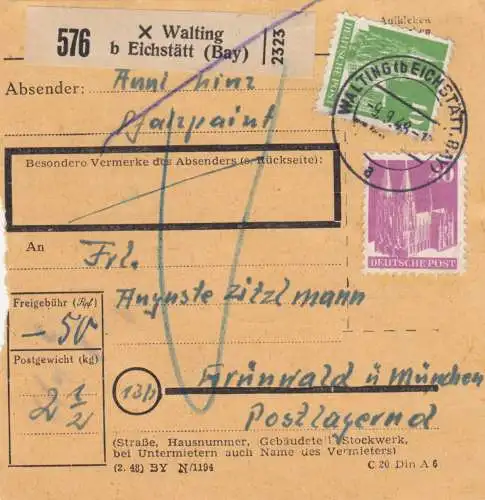 Aufkleben
576
× Walting
b Eichstätt (Bay)
2323
Absender: Anni Linz
Besondere Vermerke des Absenders (s. Rückseite):
WALTING (b EICHSTÄTT, BAY)
a
DEUTSCHE POST
An
Frl.
Auguste Zitzlmann
Freigebühr (Rpf)
- 50
Postgewicht (kg)
2 1/2
13b
Grünwald ü München
Postlagernd
(Straße, Hausnummer, Gebäudeteil, Stockwerk,
bei Untermietern auch Name des Vermieters)
(2. 48) BY N/1194
C 20 Din A 6